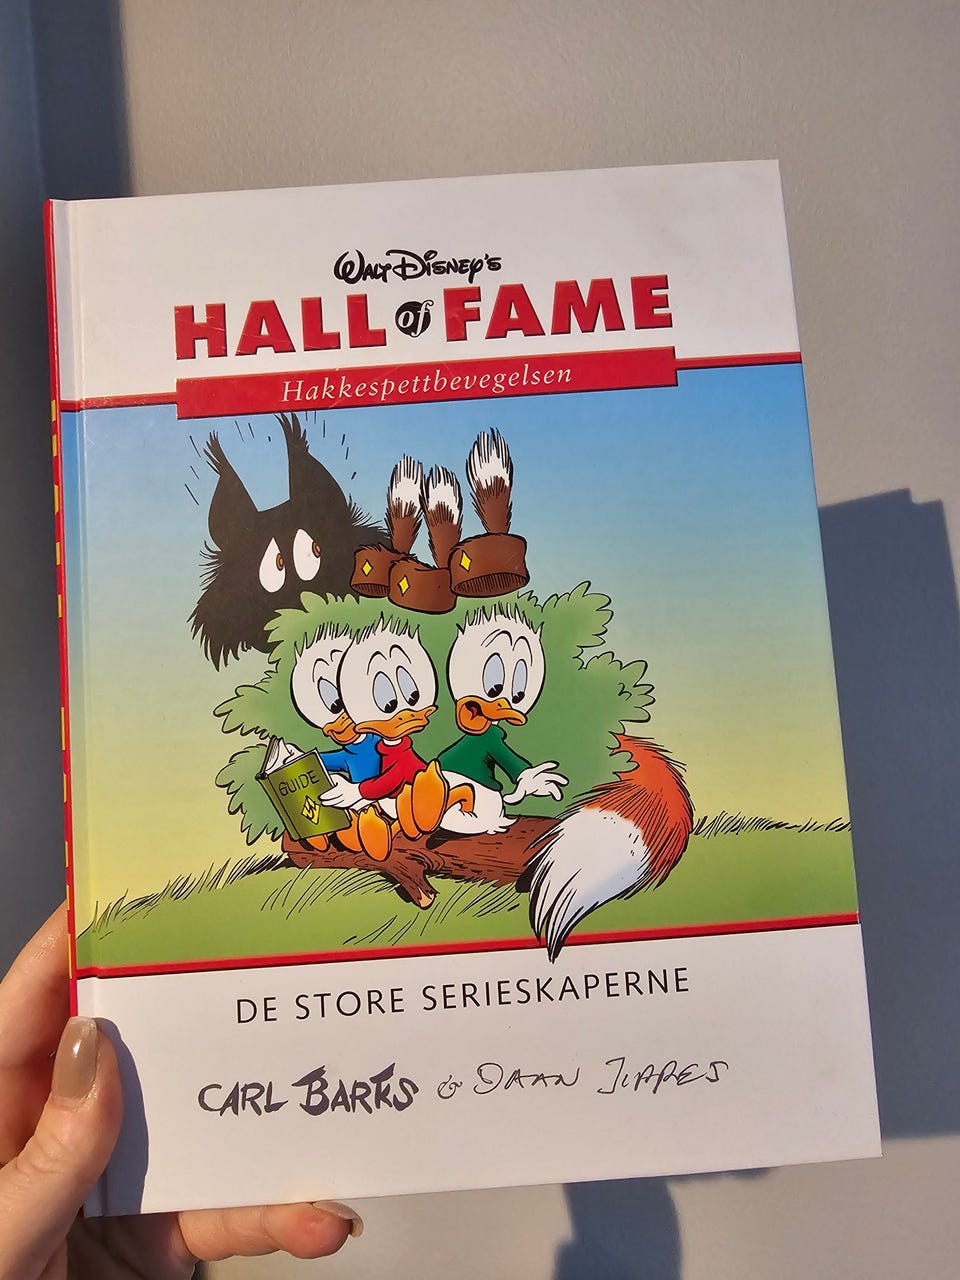 WALT DISNEY'S
HALL of FAME
Hakkespettbevegelsen
GUIDE
DE STORE SERIESKAPERNE
CARL BARKS & DAAN JIPPES